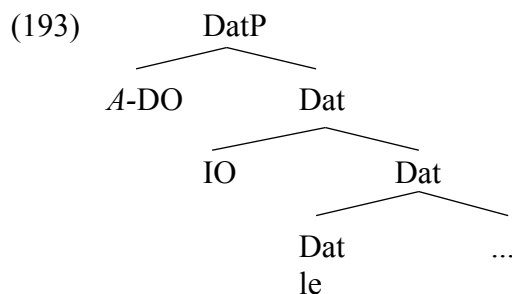 (193) DatP
A-DO Dat
IO Dat
Dat ...
le